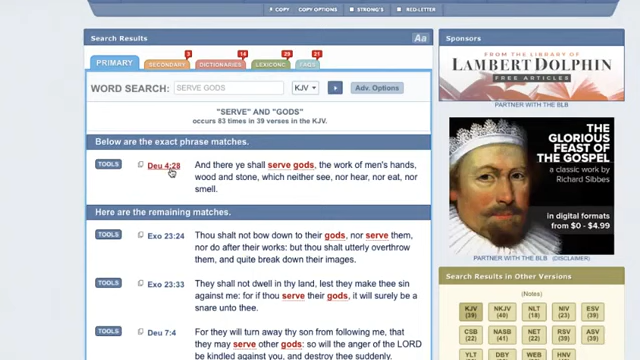 COPY COPY OPTIONS STRONG'S RED-LETTER
Search Results
Aa
3 14 29 21
PRIMARY SECONDARY DICTIONARIES LEXICONC FAQS
WORD SEARCH: SERVE GODS KJV Adv. Options
"SERVE" AND "GODS"
occurs 83 times in 39 verses in the KJV.
Below are the exact phrase matches.
TOOLS Deu 4:28 And there ye shall serve gods, the work of men's hands,
wood and stone, which neither see, nor hear, nor eat, nor
smell.
Here are the remaining matches.
TOOLS Exo 23:24 Thou shalt not bow down to their gods, nor serve them,
nor do after their works: but thou shalt utterly overthrow
them, and quite break down their images.
TOOLS Exo 23:33 They shall not dwell in thy land, lest they make thee sin
against me: for if thou serve their gods, it will surely be a
snare unto thee.
TOOLS Deu 7:4 For they will turn away thy son from following me, that
they may serve other gods: so will the anger of the LORD
be kindled against you, and destroy thee suddenly.
Sponsors
FROM THE LIBRARY OF
LAMBERT DOLPHIN
FREE ARTICLES
PARTNER WITH THE BLB
THE
GLORIOUS
FEAST OF
THE GOSPEL
a classic work by
Richard Sibbes
in digital formats
from $0 - $4.99
PARTNER WITH THE BLB (DISCLAIMER)
Search Results in Other Versions
(Notes)
KJV NKJV NLT NIV ESV
(39) (40) (18) (23) (39)
CSB NASB NET RSV ASV
(22) (41) (22) (39) (39)
YLT DBY WEB HNV